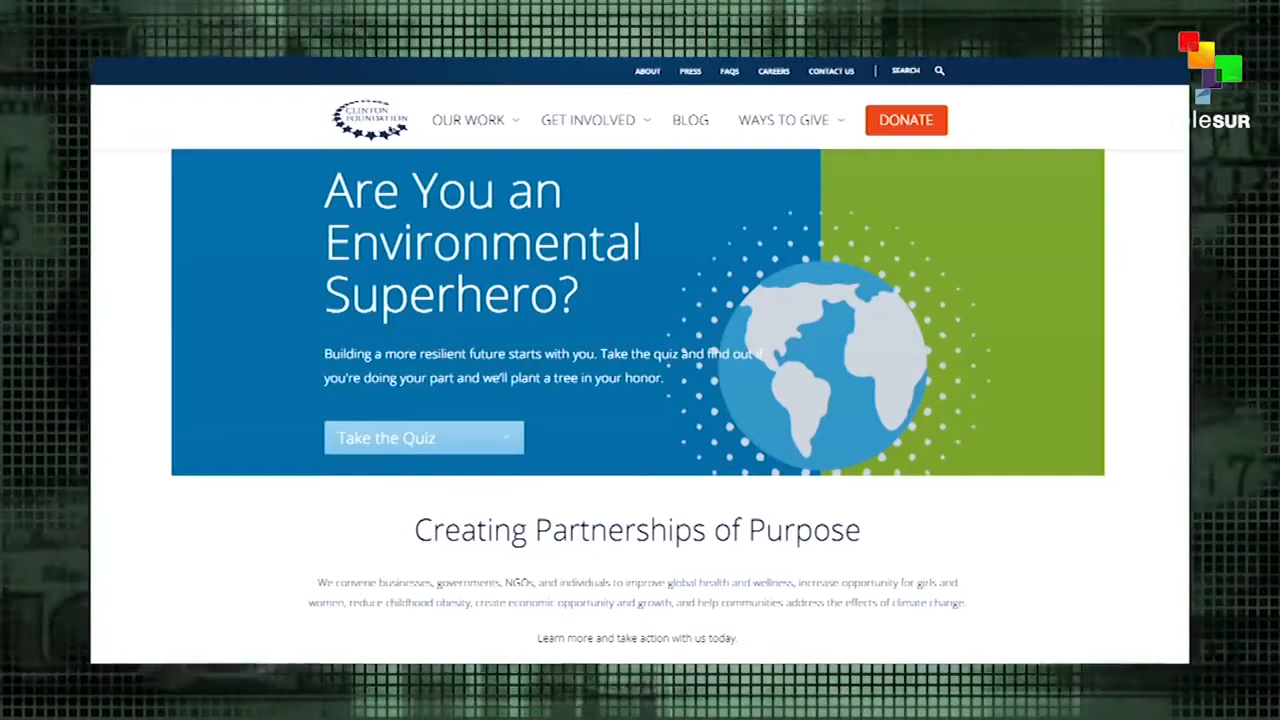 ABOUT PRESS FAQS CAREERS CONTACT US | SEARCH
CLINTON
FOUNDATION
OUR WORK GET INVOLVED BLOG WAYS TO GIVE DONATE
teleSUR
Are You an
Environmental
Superhero?
Building a more resilient future starts with you. Take the quiz and find out if
you're doing your part and we'll plant a tree in your honor.
Take the Quiz
Creating Partnerships of Purpose
We convene businesses, governments, NGOs, and individuals to improve global health and wellness, increase opportunity for girls and
women, reduce childhood obesity, create economic opportunity and growth, and help communities address the effects of climate change.
Learn more and take action with us today.